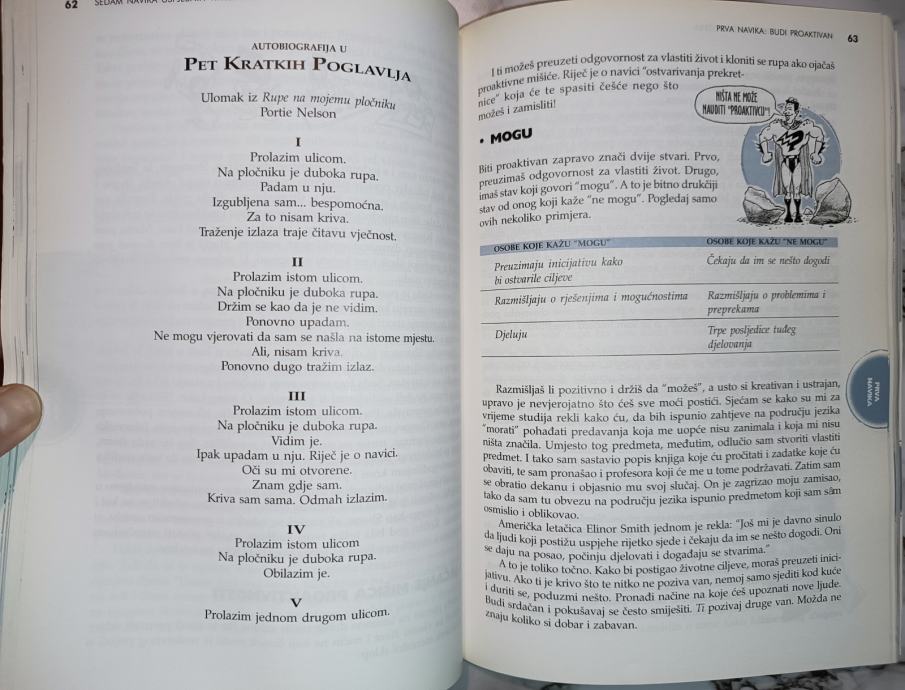 62
SEDAM NAVIKA
AUTOBIOGRAFIJA U
PET KRATKIH POGLAVLJA
Ulomak iz Rupe na mojemu pločniku
Portie Nelson
I
Prolazim ulicom.
Na pločniku je duboka rupa.
Padam u nju.
Izgubljena sam... bespomoćna.
Za to nisam kriva.
Traženje izlaza traje čitavu vječnost.
II
Prolazim istom ulicom.
Na pločniku je duboka rupa.
Držim se kao da je ne vidim.
Ponovno upadam.
Ne mogu vjerovati da sam se našla na istome mjestu.
Ali, nisam kriva.
Ponovno dugo tražim izlaz.
III
Prolazim istom ulicom.
Na pločniku je duboka rupa.
Vidim je.
Ipak upadam u nju. Riječ je o navici.
Oči su mi otvorene.
Znam gdje sam.
Kriva sam sama. Odmah izlazim.
IV
Prolazim istom ulicom
Na pločniku je duboka rupa.
Obilazim je.
V
Prolazim jednom drugom ulicom.
PRVA NAVIKA: BUDI PROAKTIVAN 63
I ti možeš preuzeti odgovornost za vlastiti život i kloniti se rupa ako ojačaš
proaktivne mišiće. Riječ je o navici "ostvarivanja prekret-
nice" koja će te spasiti češće nego što
možeš i zamisliti!
NIŠTA NE MOŽE
NAUDITI "PROAKTIVCU"!
• MOGU
Biti proaktivan zapravo znači dvije stvari. Prvo,
preuzimaš odgovornost za vlastiti život. Drugo,
imaš stav koji govori "mogu". A to je bitno drukčiji
stav od onog koji kaže "ne mogu". Pogledaj samo
ovih nekoliko primjera.
OSOBE KOJE KAŽU "MOGU" OSOBE KOJE KAŽU "NE MOGU"
Preuzimaju inicijativu kako Čekaju da im se nešto dogodi
bi ostvarile ciljeve
Razmišljaju o rješenjima i mogućnostima Razmišljaju o problemima i
preprekama
Djeluju Trpe posljedice tuđeg
djelovanja
Razmišljaš li pozitivno i držiš da "možeš", a usto si kreativan i ustrajan,
upravo je nevjerojatno što ćeš sve moći postići. Sjećam se kako su mi za
vrijeme studija rekli kako ću, da bih ispunio zahtjeve na području jezika
"morati" pohađati predavanja koja me uopće nisu zanimala i koja mi nisu
ništa značila. Umjesto tog predmeta, međutim, odlučio sam stvoriti vlastiti
predmet. I tako sam sastavio popis knjiga koje ću pročitati i zadatke koje ću
obaviti, te sam pronašao i profesora koji će me u tome podržavati. Zatim sam
se obratio dekanu i objasnio mu svoj slučaj. On je zagrizao moju zamisao,
tako da sam tu obvezu na području jezika ispunio predmetom koji sam sâm
osmislio i oblikovao.
Američka letačica Elinor Smith jednom je rekla: "Još mi je davno sinulo
da ljudi koji postižu uspjehe rijetko sjede i čekaju da im se nešto dogodi. Oni
se daju na posao, počinju djelovati i događaju se stvarima."
A to je toliko točno. Kako bi postigao životne ciljeve, moraš preuzeti inici-
jativu. Ako ti je krivo što te nitko ne poziva van, nemoj samo sjediti kod kuće
i duriti se, poduzmi nešto. Pronađi načine na koje ćeš upoznati nove ljude.
Budi srdačan i pokušavaj se često smiješiti. Ti pozivaj druge van. Možda ne
znaju koliko si dobar i zabavan.
PRVA
NAVIKA